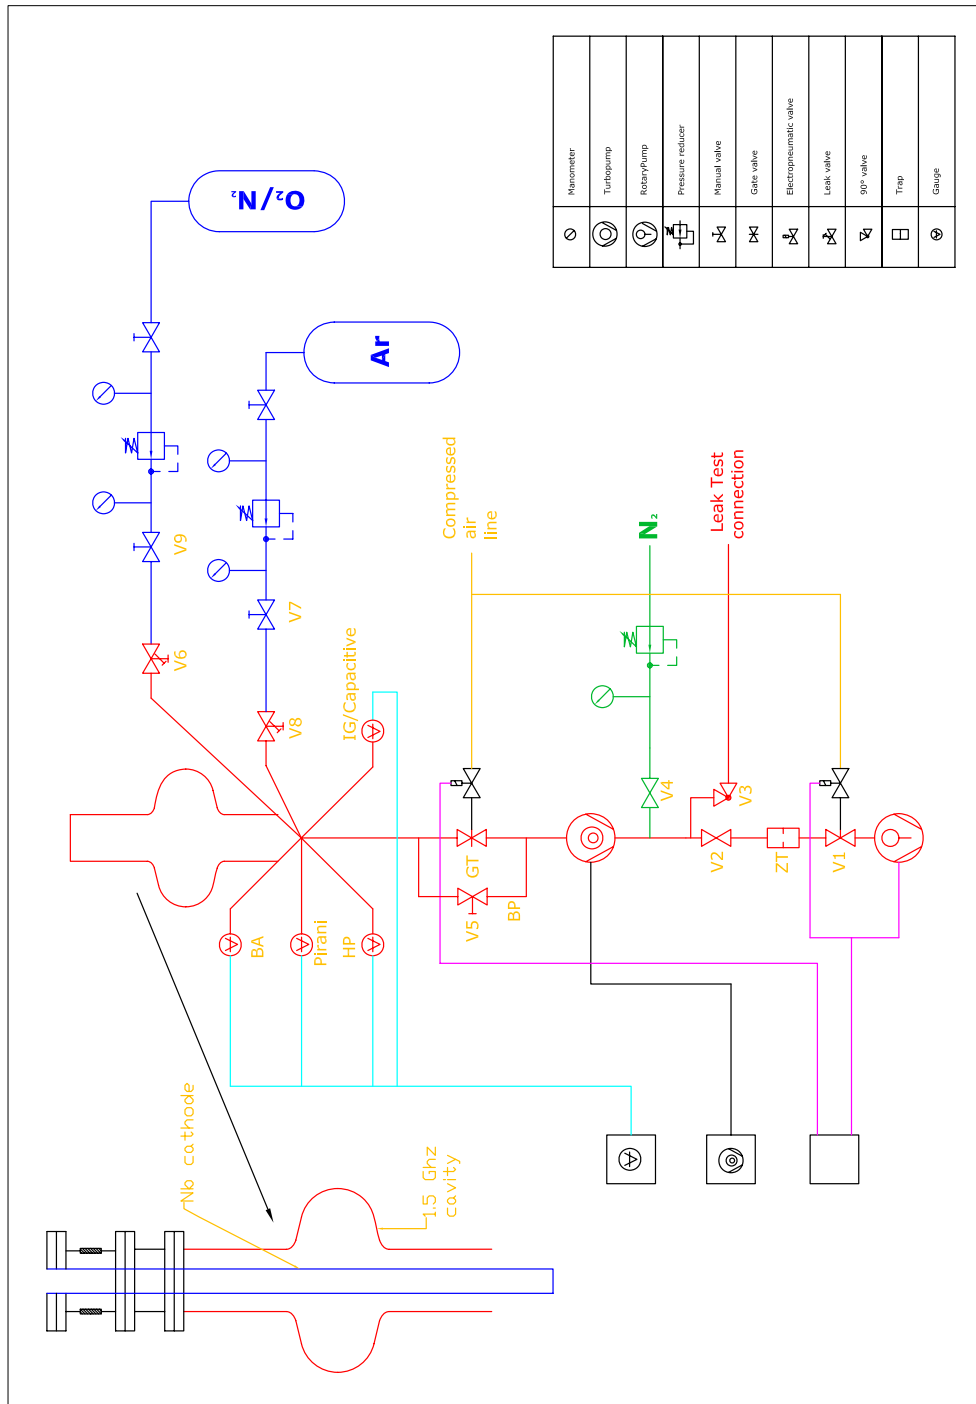 Manometer
Turbopump
RotaryPump
Pressure reducer
Manual valve
Gate valve
Electropneumatic valve
Leak valve
90° valve
Trap
Gauge
O₂/N₂
Ar
V9
V7
V6
V8
IG/Capacitive
Compressed
air
line
N₂
Leak Test
connection
V4
V3
GT
V5
BP
V2
ZT
V1
BA
Pirani
HP
Nb cathode
1.5 Ghz
cavity